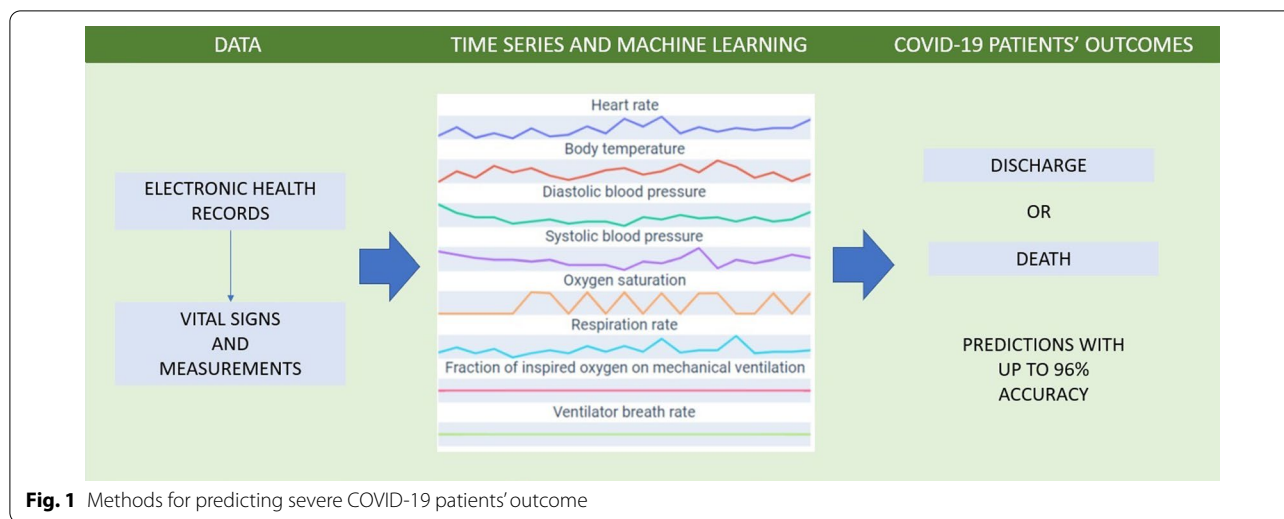 DATA
TIME SERIES AND MACHINE LEARNING
COVID-19 PATIENTS' OUTCOMES
ELECTRONIC HEALTH
RECORDS
VITAL SIGNS
AND
MEASUREMENTS
Heart rate
Body temperature
Diastolic blood pressure
Systolic blood pressure
Oxygen saturation
Respiration rate
Fraction of inspired oxygen on mechanical ventilation
Ventilator breath rate
DISCHARGE
OR
DEATH
PREDICTIONS WITH
UP TO 96%
ACCURACY
Fig. 1 Methods for predicting severe COVID-19 patients' outcome